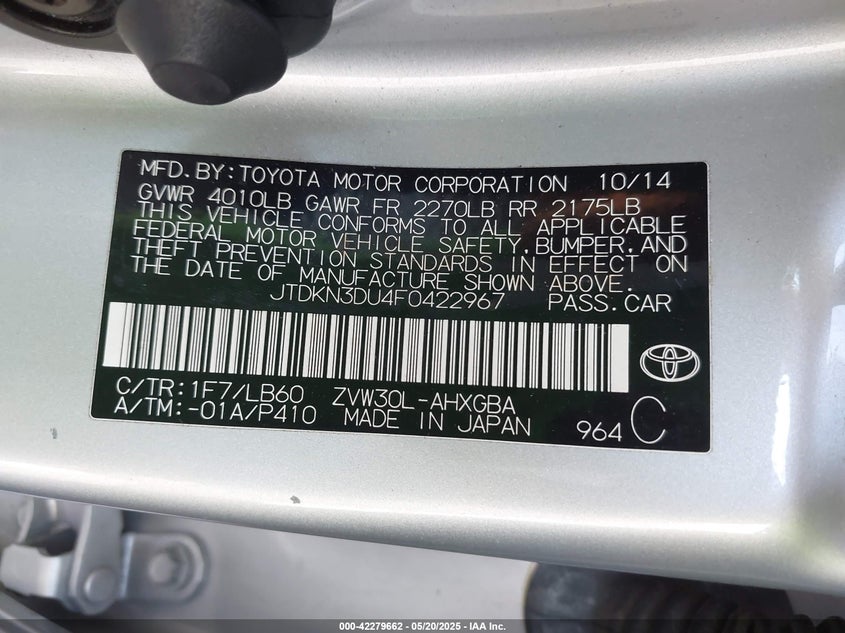 MFD.BY:TOYOTA MOTOR CORPORATION 10/14
GVWR 4010LB GAWR FR 2270LB RR 2175LB
THIS VEHICLE CONFORMS TO ALL APPLICABLE
FEDERAL MOTOR VEHICLE SAFETY,BUMPER,AND
THEFT PREVENTION STANDARDS IN EFFECT ON
THE DATE OF MANUFACTURE SHOWN ABOVE.
JTDKN3DU4F0422967 PASS.CAR
C/TR:1F7/LB60 ZVW30L-AHXGBA
A/TM:-01A/P410 MADE IN JAPAN 964 C
000-42279662 - 05/20/2025 - IAA Inc.